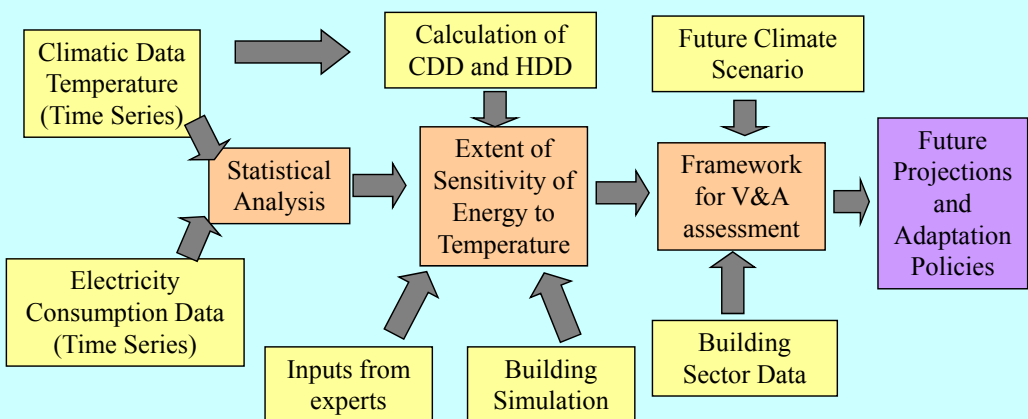 Climatic Data
Temperature
(Time Series)
Calculation of
CDD and HDD
Future Climate
Scenario
Statistical
Analysis
Extent of
Sensitivity of
Energy to
Temperature
Framework
for V&A
assessment
Future
Projections
and
Adaptation
Policies
Electricity
Consumption Data
(Time Series)
Inputs from
experts
Building
Simulation
Building
Sector Data